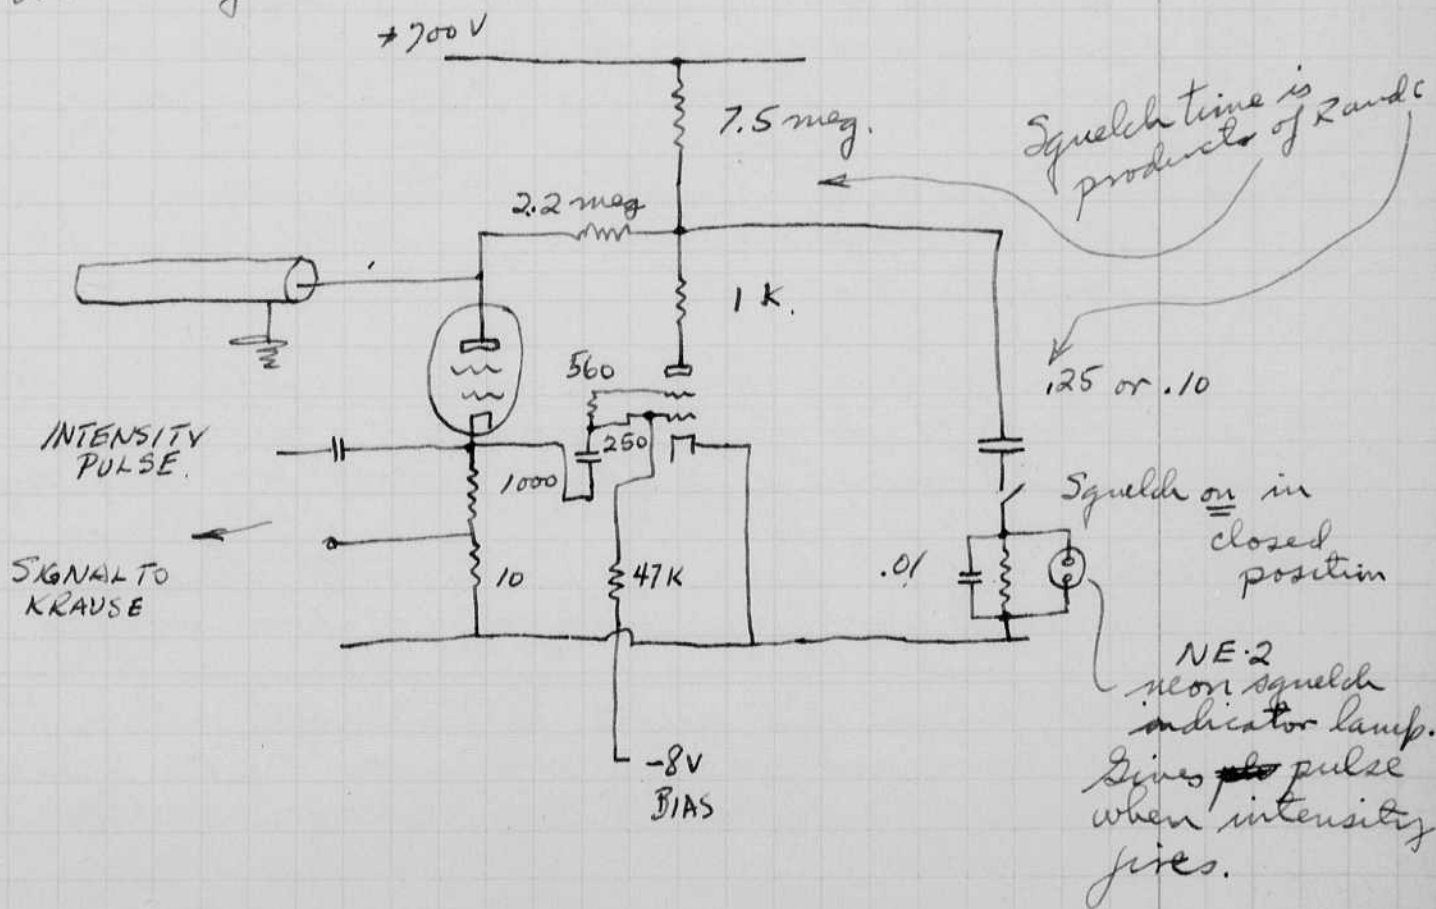 +700 V
7.5 meg.
Squelch time is
products of R and C
2.2 meg
1 K.
560
.25 or .10
INTENSITY
PULSE.
250
1000
Squelch on in
closed
position
SIGNAL TO
KRAUSE
10
47K
.01
NE-2
neon squelch
indicator lamp.
Gives pulse
when intensity
fires.
-8V
BIAS